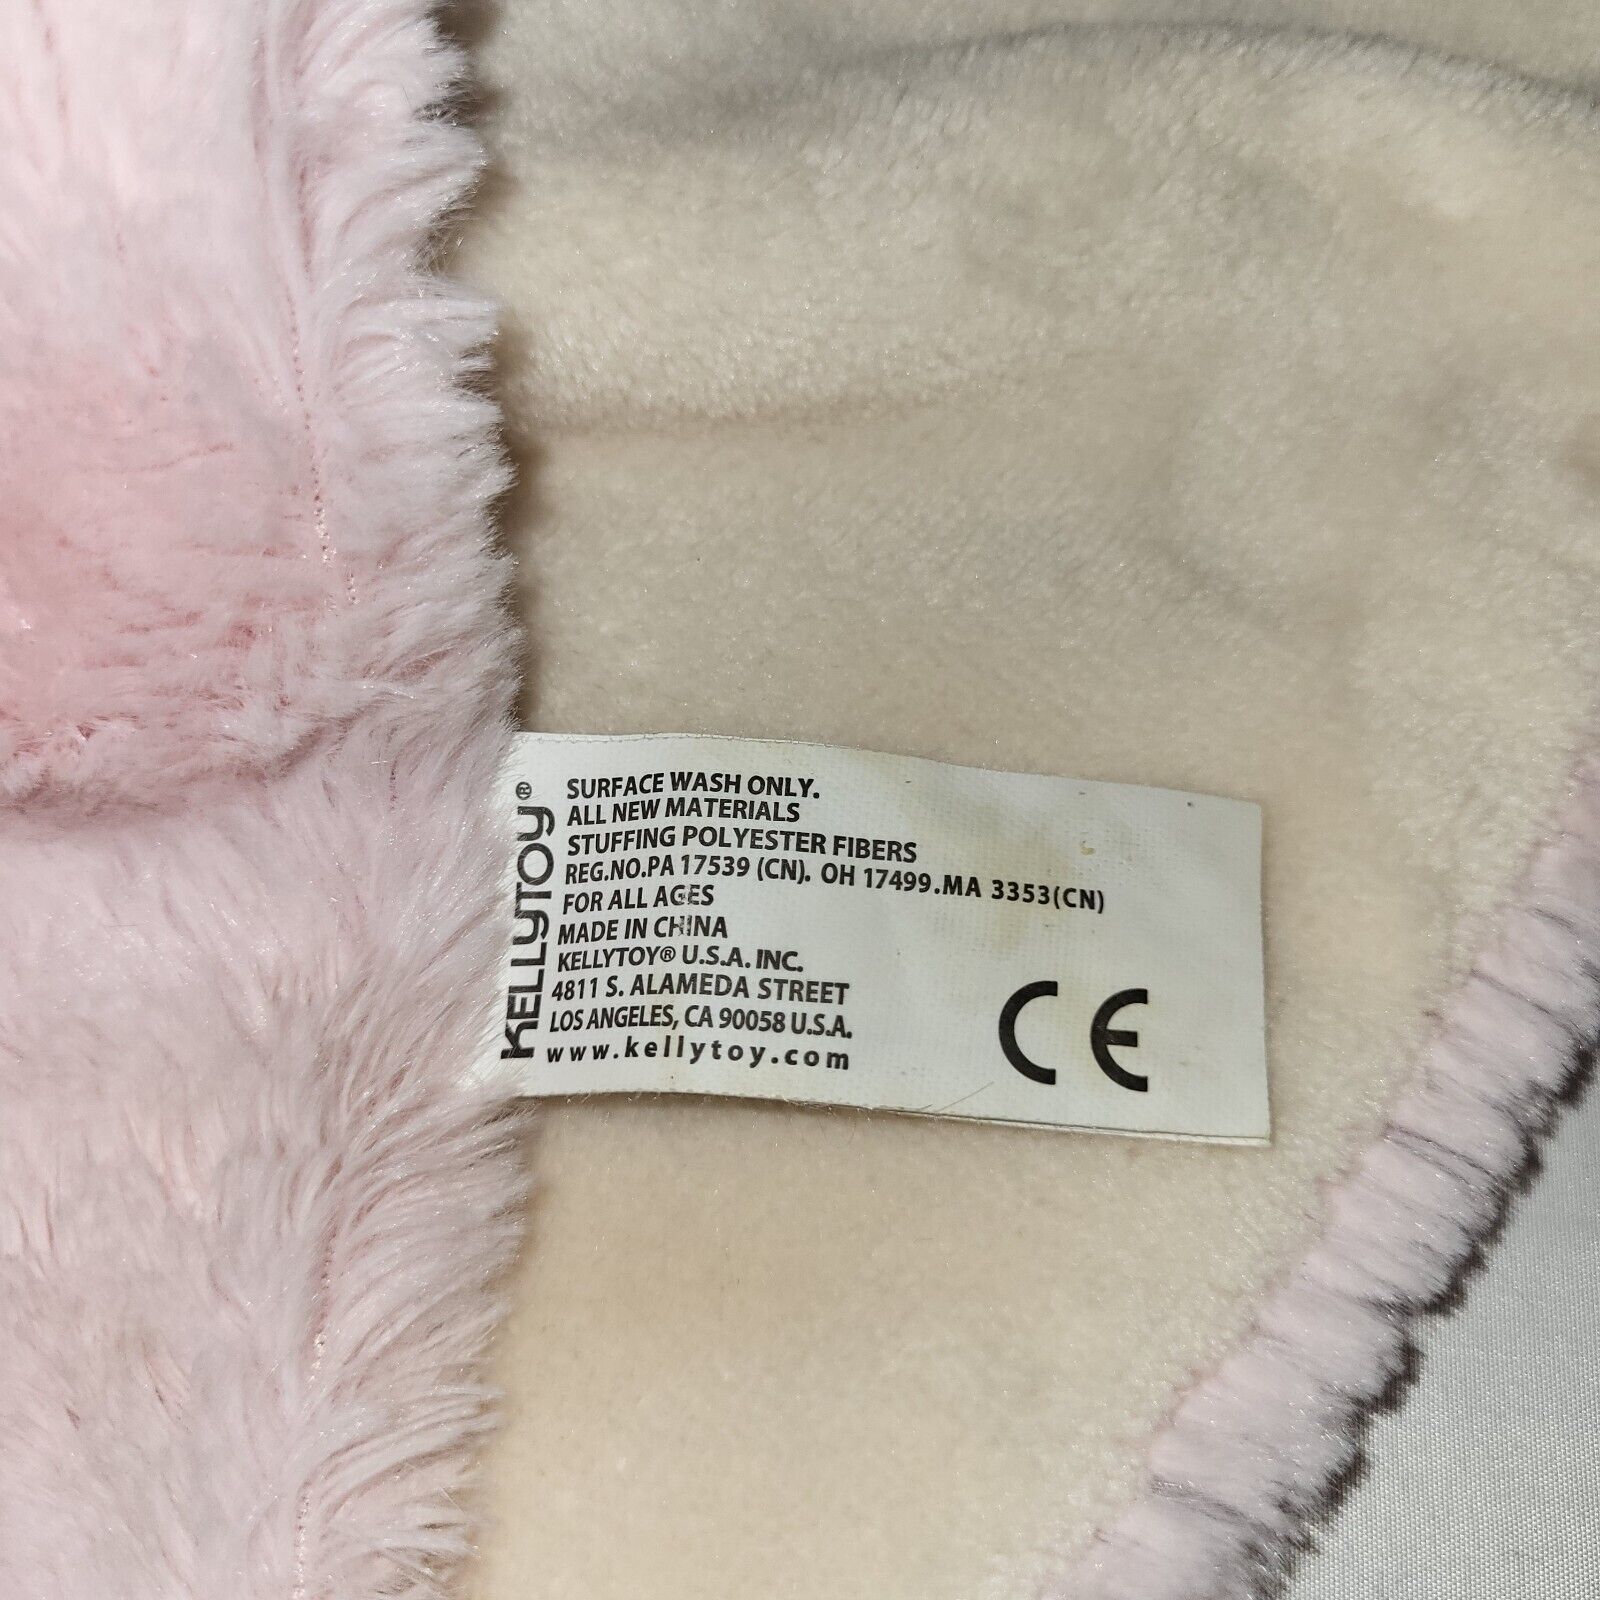 KELLYTOY®
SURFACE WASH ONLY.
ALL NEW MATERIALS
STUFFING POLYESTER FIBERS
REG.NO.PA 17539 (CN). OH 17499.MA 3353(CN)
FOR ALL AGES
MADE IN CHINA
KELLYTOY® U.S.A. INC.
4811 S. ALAMEDA STREET
LOS ANGELES, CA 90058 U.S.A.
www.kellytoy.com
CE